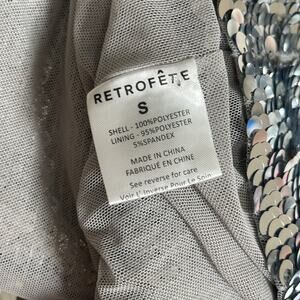 RETROFÊTE
S
SHELL - 100%POLYESTER
LINING - 95%POLYESTER
5%SPANDEX
MADE IN CHINA
FABRIQUÉ EN CHINE
See reverse for care
Voir L'Inverse Pour Le Soin